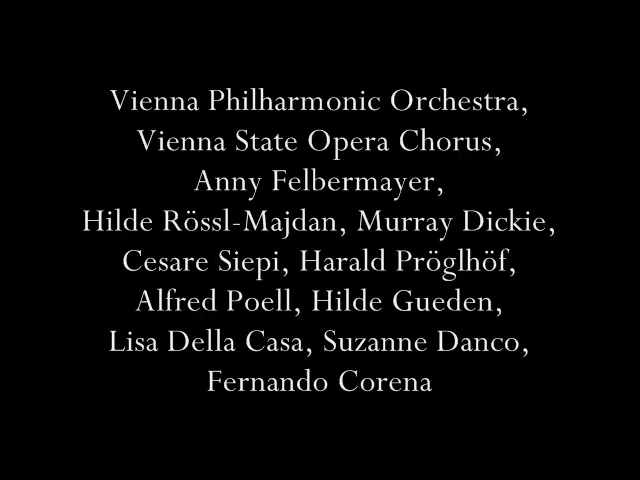 Vienna Philharmonic Orchestra,
Vienna State Opera Chorus,
Anny Felbermayer,
Hilde Rössl-Majdan, Murray Dickie,
Cesare Siepi, Harald Pröglhöf,
Alfred Poell, Hilde Gueden,
Lisa Della Casa, Suzanne Danco,
Fernando Corena